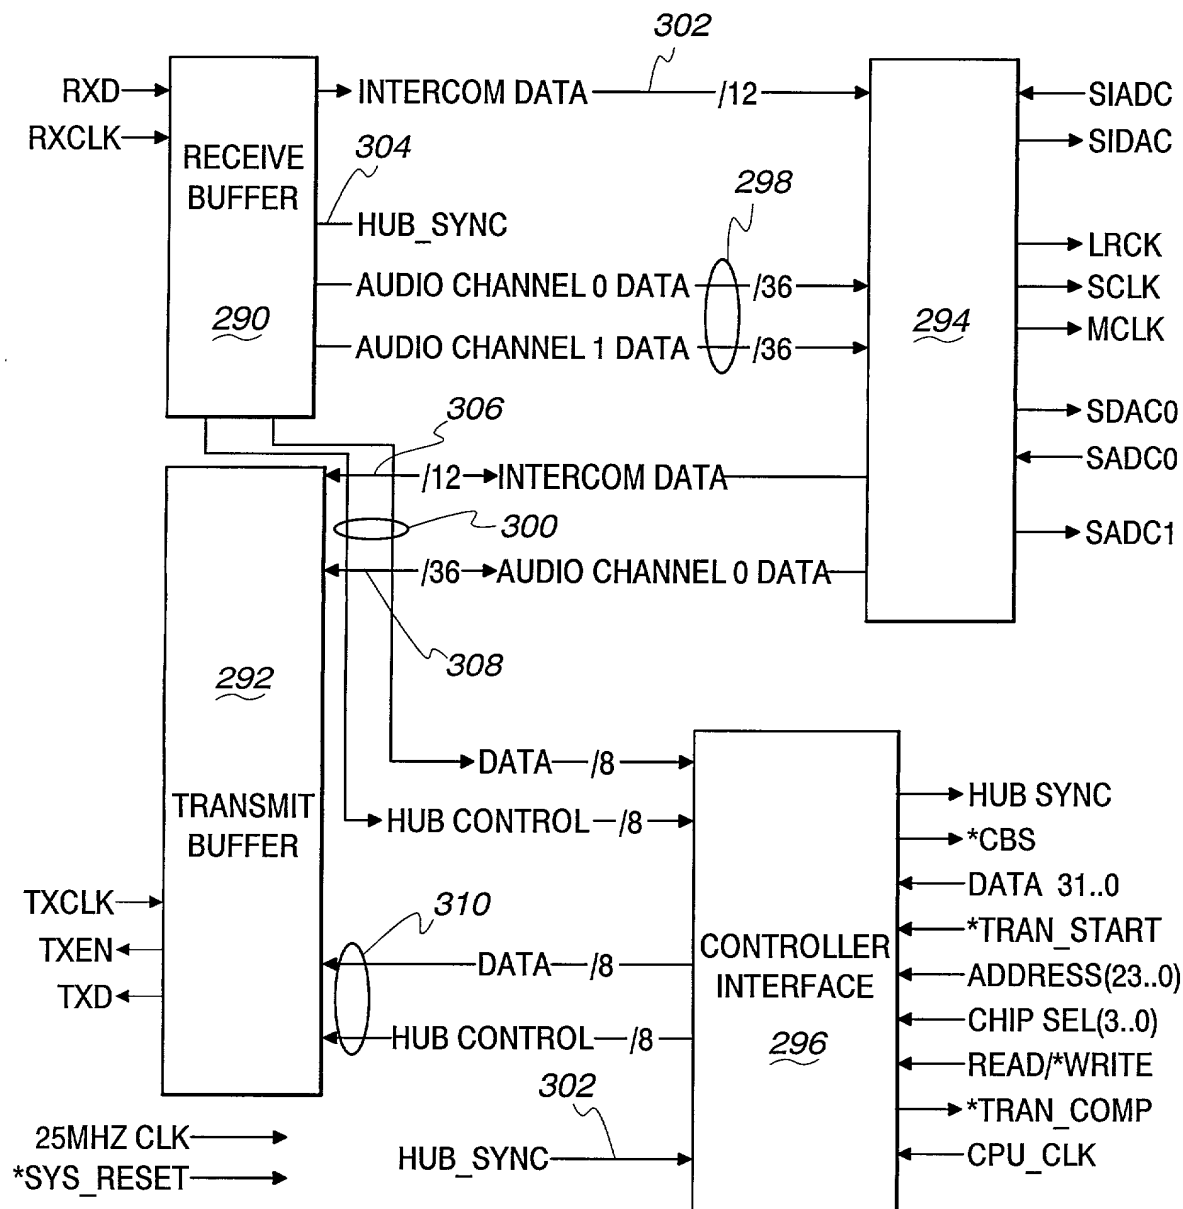 302
RXD
INTERCOM DATA
/12
SIADC
RXCLK
RECEIVE
BUFFER
304
298
SIDAC
HUB_SYNC
LRCK
290
AUDIO CHANNEL 0 DATA
/36
294
SCLK
AUDIO CHANNEL 1 DATA
/36
MCLK
306
SDAC0
/12
INTERCOM DATA
SADC0
300
SADC1
/36
AUDIO CHANNEL 0 DATA
308
292
DATA
/8
HUB SYNC
TRANSMIT
BUFFER
HUB CONTROL
/8
*CBS
DATA 31..0
TXCLK
310
*TRAN_START
TXEN
DATA
/8
CONTROLLER
INTERFACE
ADDRESS(23..0)
TXD
CHIP SEL(3..0)
HUB CONTROL
/8
296
READ/*WRITE
302
*TRAN_COMP
25MHZ CLK
HUB_SYNC
CPU_CLK
*SYS_RESET